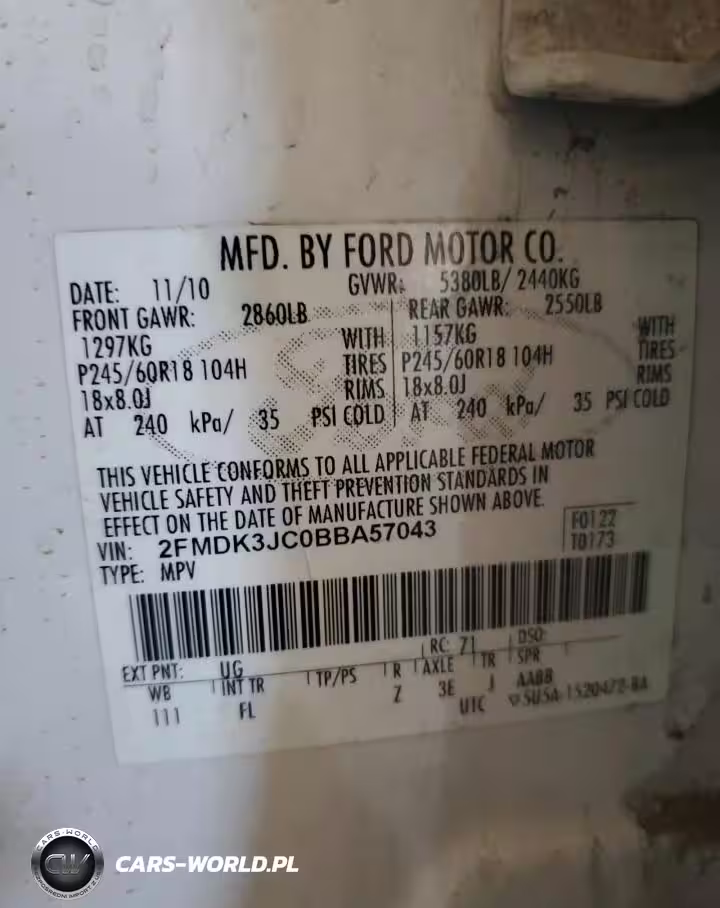 MFD. BY FORD MOTOR CO.
DATE: 11/10 GVWR: 5380LB/ 2440KG
FRONT GAWR: 2860LB REAR GAWR: 2550LB
1297KG WITH 1157KG WITH
P245/60R18 104H TIRES P245/60R18 104H TIRES
18x8.0J RIMS 18x8.0J RIMS
AT 240 kPa/ 35 PSI COLD AT 240 kPa/ 35 PSI COLD
THIS VEHICLE CONFORMS TO ALL APPLICABLE FEDERAL MOTOR
VEHICLE SAFETY AND THEFT PREVENTION STANDARDS IN
EFFECT ON THE DATE OF MANUFACTURE SHOWN ABOVE.
VIN: 2FMDK3JC0BBA57043 F0122
TYPE: MPV T0173
EXT PNT: UG RC: 71 DSO:
WB INT TR TP/PS R AXLE TR SPR
111 FL Z 3E J AABB
UTC
CARS-WORLD
CW
CARS-WORLD.PL